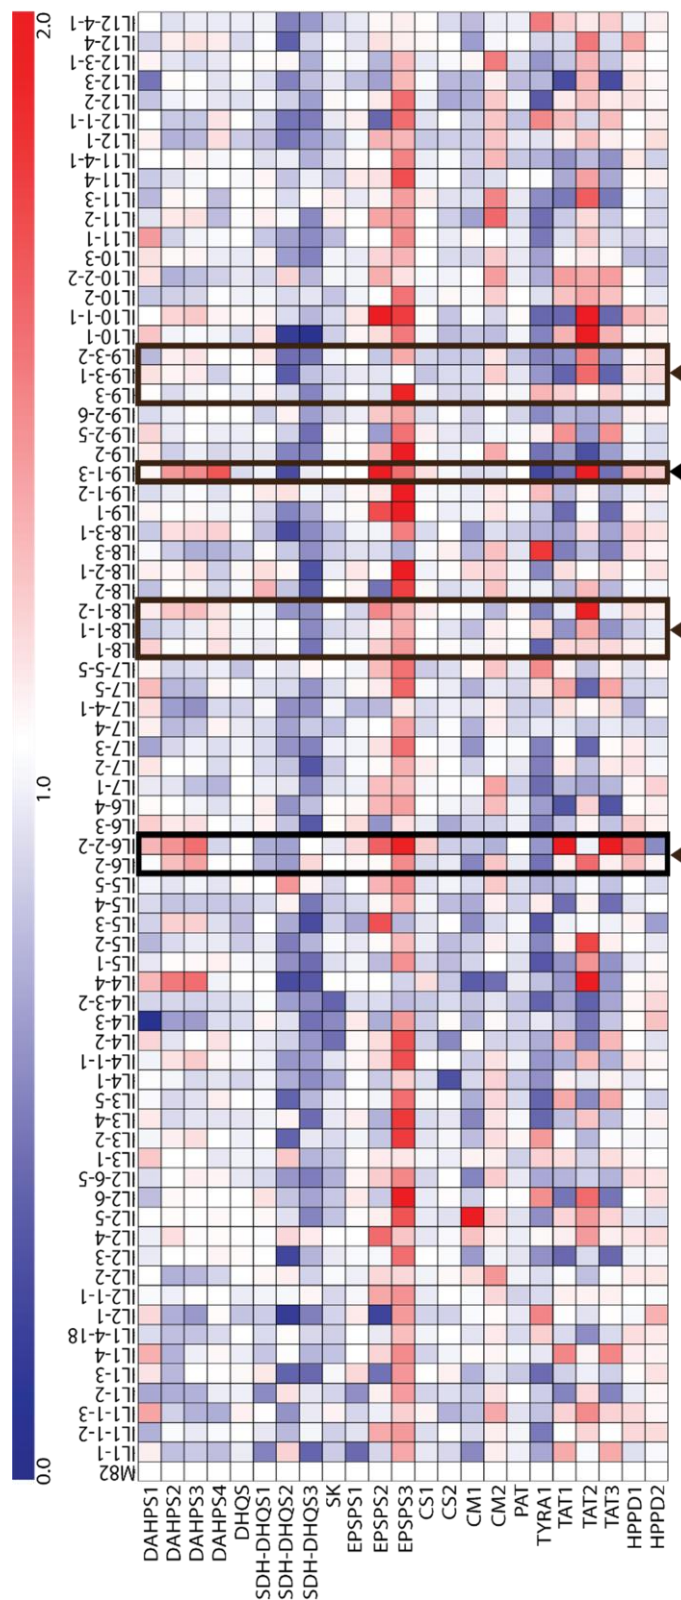 2.0
1.0
0.0
IL12-4-1
IL12-4
IL12-3-1
IL12-3
IL12-2
IL12-1-1
IL12-1
IL11-4-1
IL11-4
IL11-3
IL11-2
IL11-1
IL10-3
IL10-2-2
IL10-2
IL10-1-1
IL10-1
IL9-3-2
IL9-3-1
IL9-3
IL9-2-6
IL9-2-5
IL9-2
IL9-1-3
IL9-1-2
IL9-1
IL8-3-1
IL8-3
IL8-2-1
IL8-2
IL8-1-2
IL8-1-1
IL8-1
IL7-5-5
IL7-5
IL7-4-1
IL7-4
IL7-3
IL7-2
IL7-1
IL6-4
IL6-3
IL6-2-2
IL6-2
IL5-5
IL5-4
IL5-3
IL5-2
IL5-1
IL4-4
IL4-3-2
IL4-3
IL4-2
IL4-1-1
IL4-1
IL3-5
IL3-4
IL3-2
IL3-1
IL2-6-5
IL2-6
IL2-5
IL2-4
IL2-3
IL2-2
IL2-1-1
IL2-1
IL1-4-18
IL1-4
IL1-3
IL1-2
IL1-1-3
IL1-1-2
IL1-1
M82
DAHPS1
DAHPS2
DAHPS3
DAHPS4
DHQS
SDH-DHQS1
SDH-DHQS2
SDH-DHQS3
SK
EPSPS1
EPSPS2
EPSPS3
CS1
CS2
CM1
CM2
PAT
TYRA1
TAT1
TAT2
TAT3
HPPD1
HPPD2